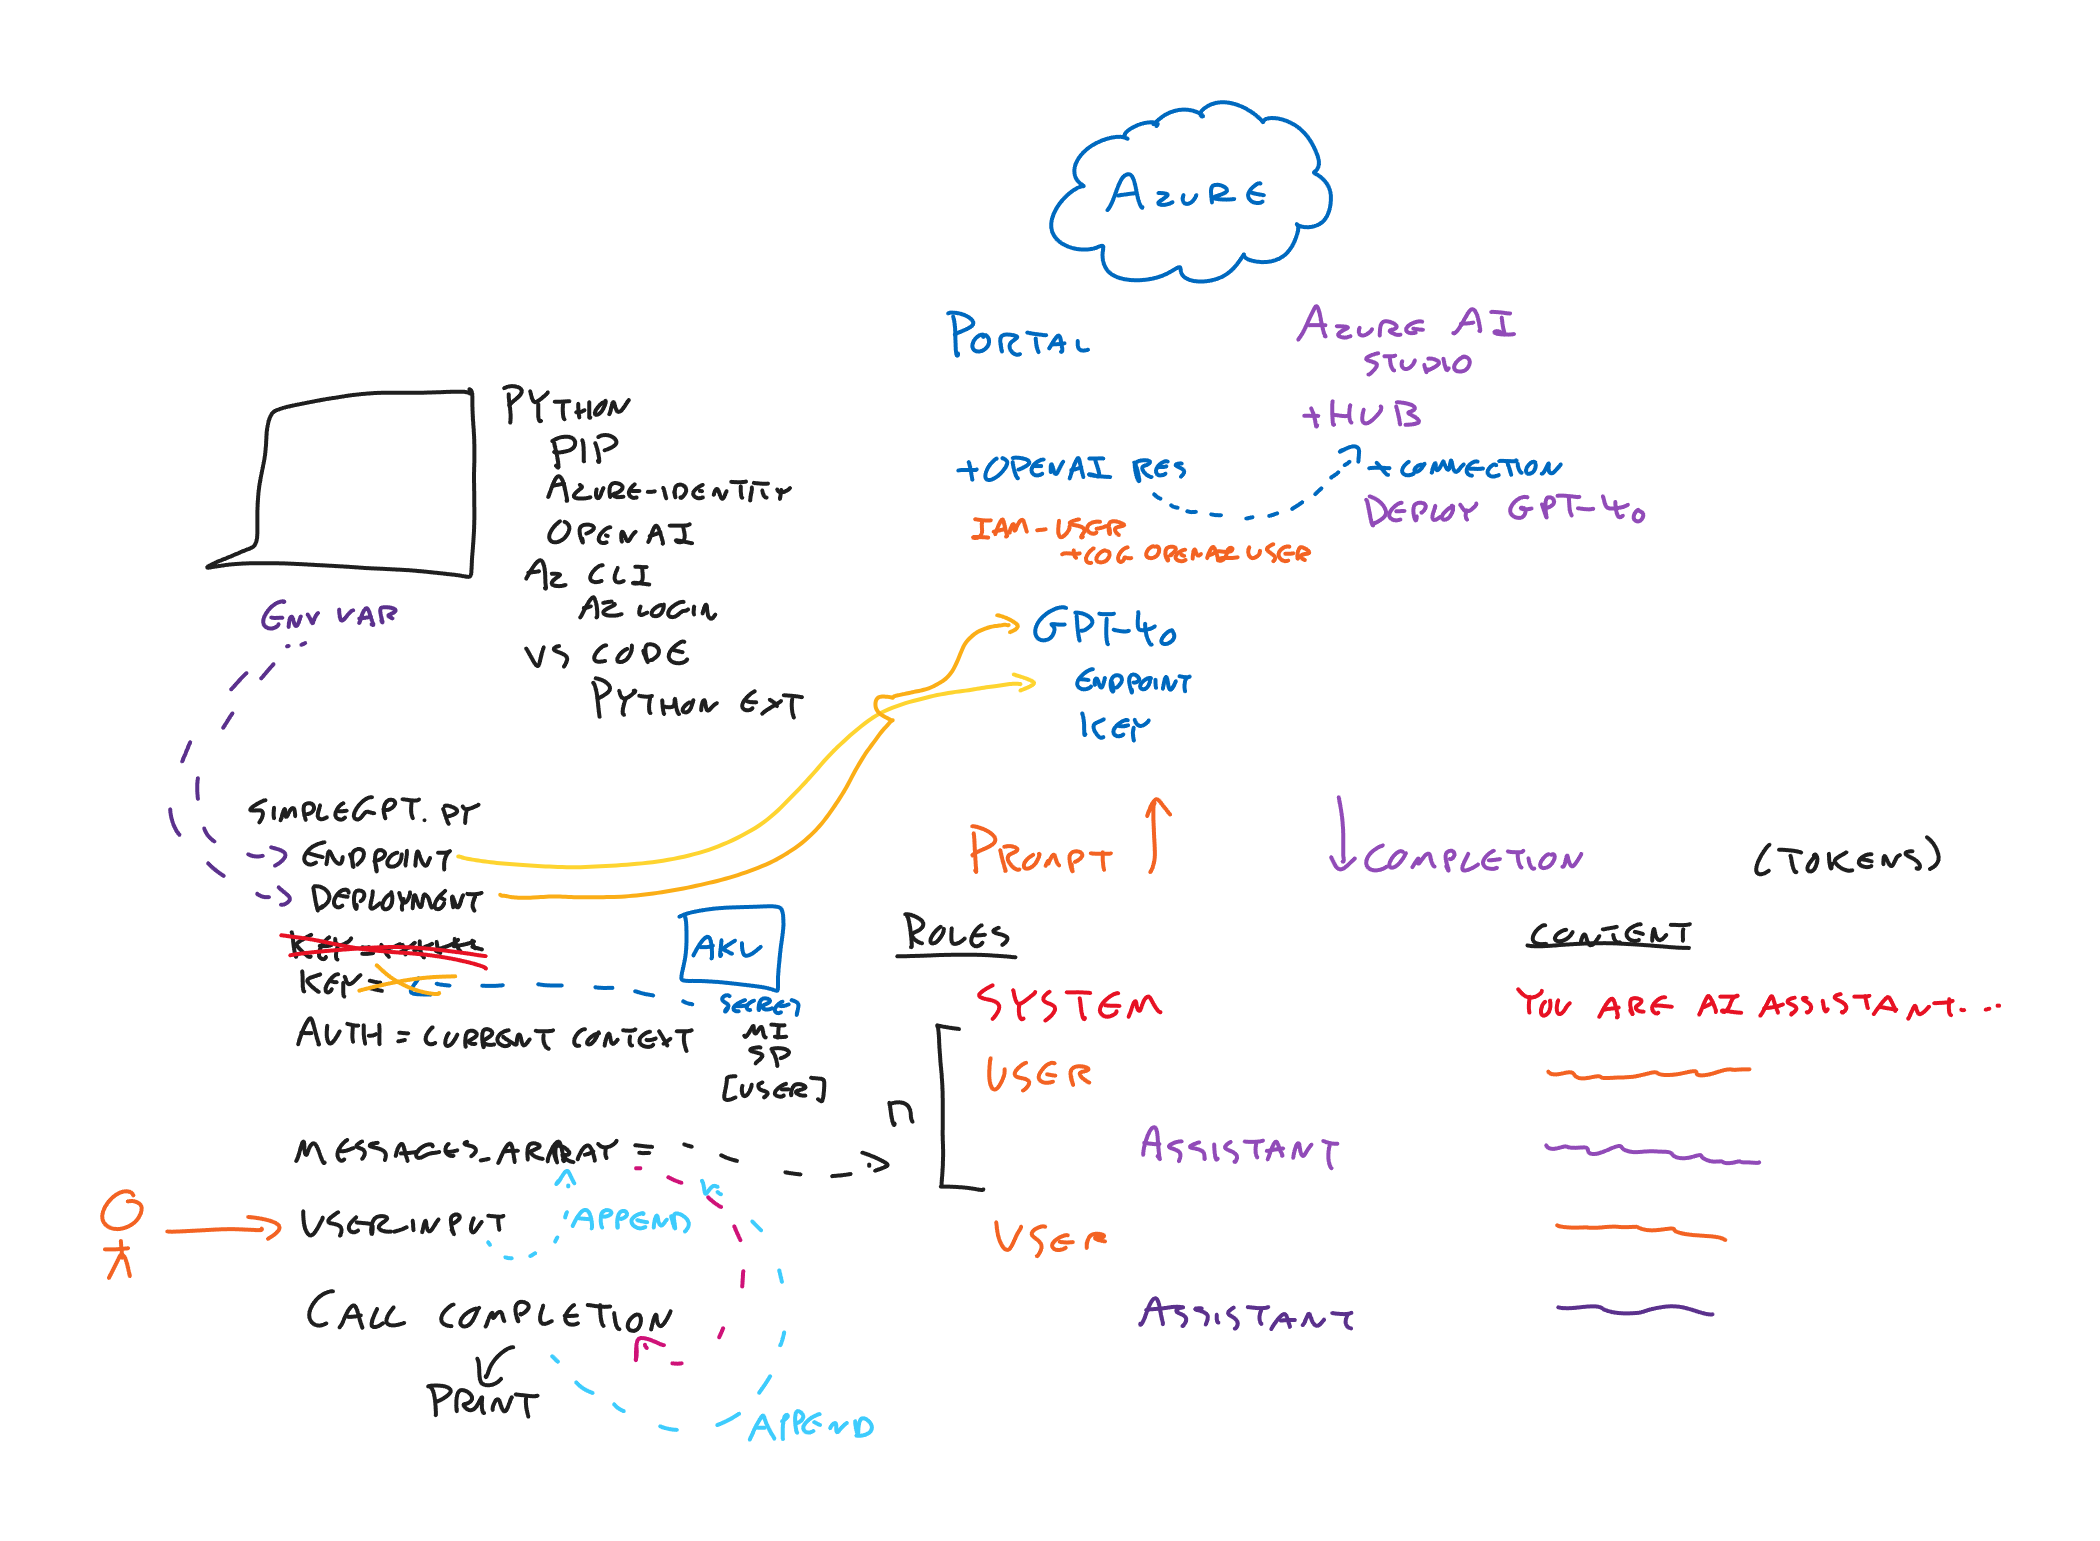 AZURE
PORTAL
AZURE AI
STUDIO
+HUB
+OPENAI RES
+ CONNECTION
DEPLOY GPT-4o
IAM-USER
+COG OPENAI USER
PYTHON
PIP
AZURE-IDENTITY
OPENAI
AZ CLI
AZ LOGIN
VS CODE
PYTHON EXT
ENV VAR
GPT-4o
ENDPOINT
KEY
SIMPLEGPT.PY
ENDPOINT
DEPLOYMENT
KEY
KEY =
AUTH = CURRENT CONTEXT
AKV
SECRET
MI
SP
[USER]
MESSAGES_ARRAY =
USER_INPUT
APPEND
CALL COMPLETION
PRINT
APPEND
PROMPT
COMPLETION
(TOKENS)
ROLES
CONTENT
SYSTEM
YOU ARE AI ASSISTANT...
n
USER
ASSISTANT
USER
ASSISTANT